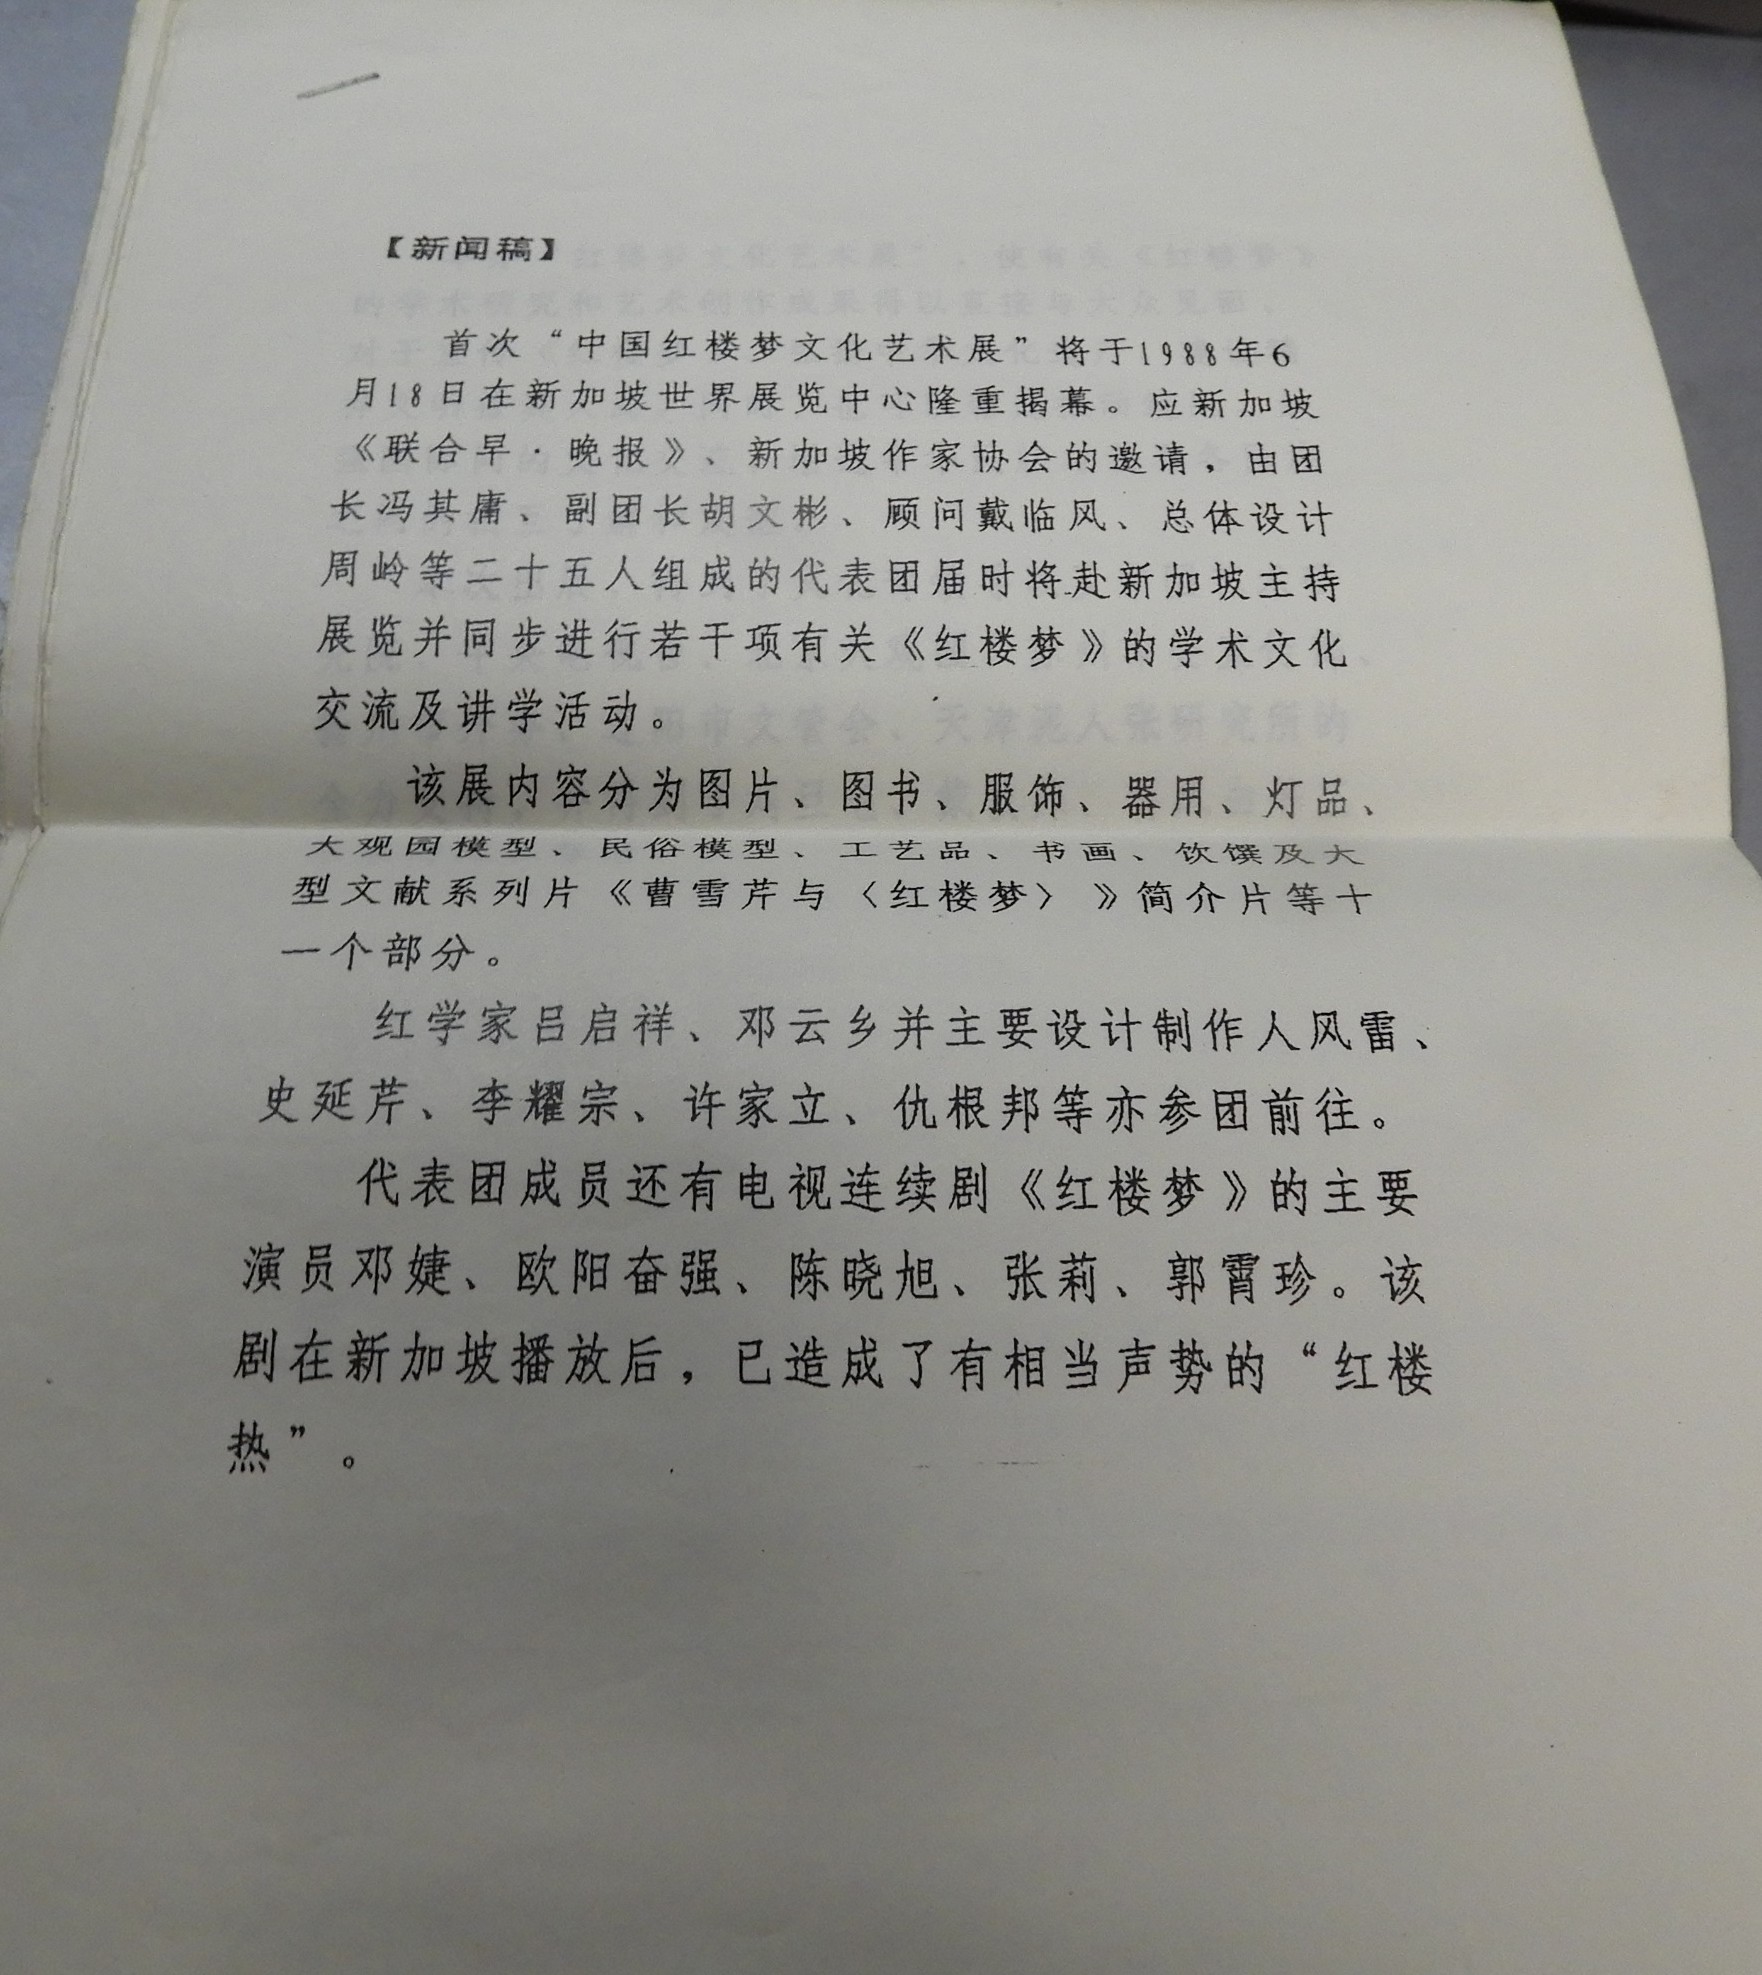 【新闻稿】
首次“中国红楼梦文化艺术展”将于1988年6
月18日在新加坡世界展览中心隆重揭幕。应新加坡
《联合早·晚报》、新加坡作家协会的邀请，由团
长冯其庸、副团长胡文彬、顾问戴临风、总体设计
周岭等二十五人组成的代表团届时将赴新加坡主持
展览并同步进行若干项有关《红楼梦》的学术文化
交流及讲学活动。
该展内容分为图片、图书、服饰、器用、灯品、
大观园模型、民俗模型、工艺品、书画、饮馔及大
型文献系列片《曹雪芹与〈红楼梦〉》简介片等十
一个部分。
红学家吕启祥、邓云乡并主要设计制作人风雷、
史延芹、李耀宗、许家立、仇根邦等亦参团前往。
代表团成员还有电视连续剧《红楼梦》的主要
演员邓婕、欧阳奋强、陈晓旭、张莉、郭霄珍。该
剧在新加坡播放后，已造成了有相当声势的“红楼
热”。